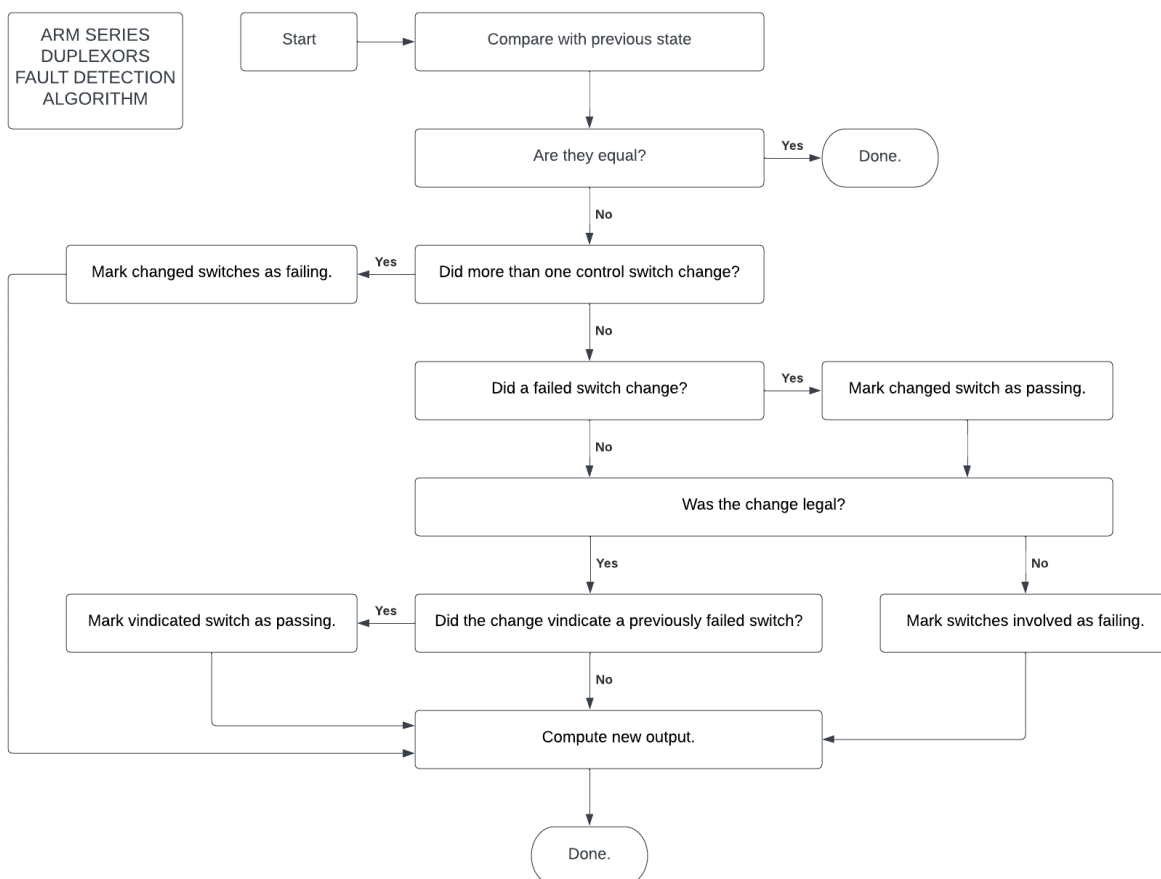 ARM SERIES
DUPLEXORS
FAULT DETECTION
ALGORITHM
Start
Compare with previous state
Are they equal?
Yes
Done.
No
Mark changed switches as failing.
Yes
Did more than one control switch change?
No
Did a failed switch change?
Yes
Mark changed switch as passing.
No
Was the change legal?
Yes
No
Mark vindicated switch as passing.
Yes
Did the change vindicate a previously failed switch?
Mark switches involved as failing.
No
Compute new output.
Done.